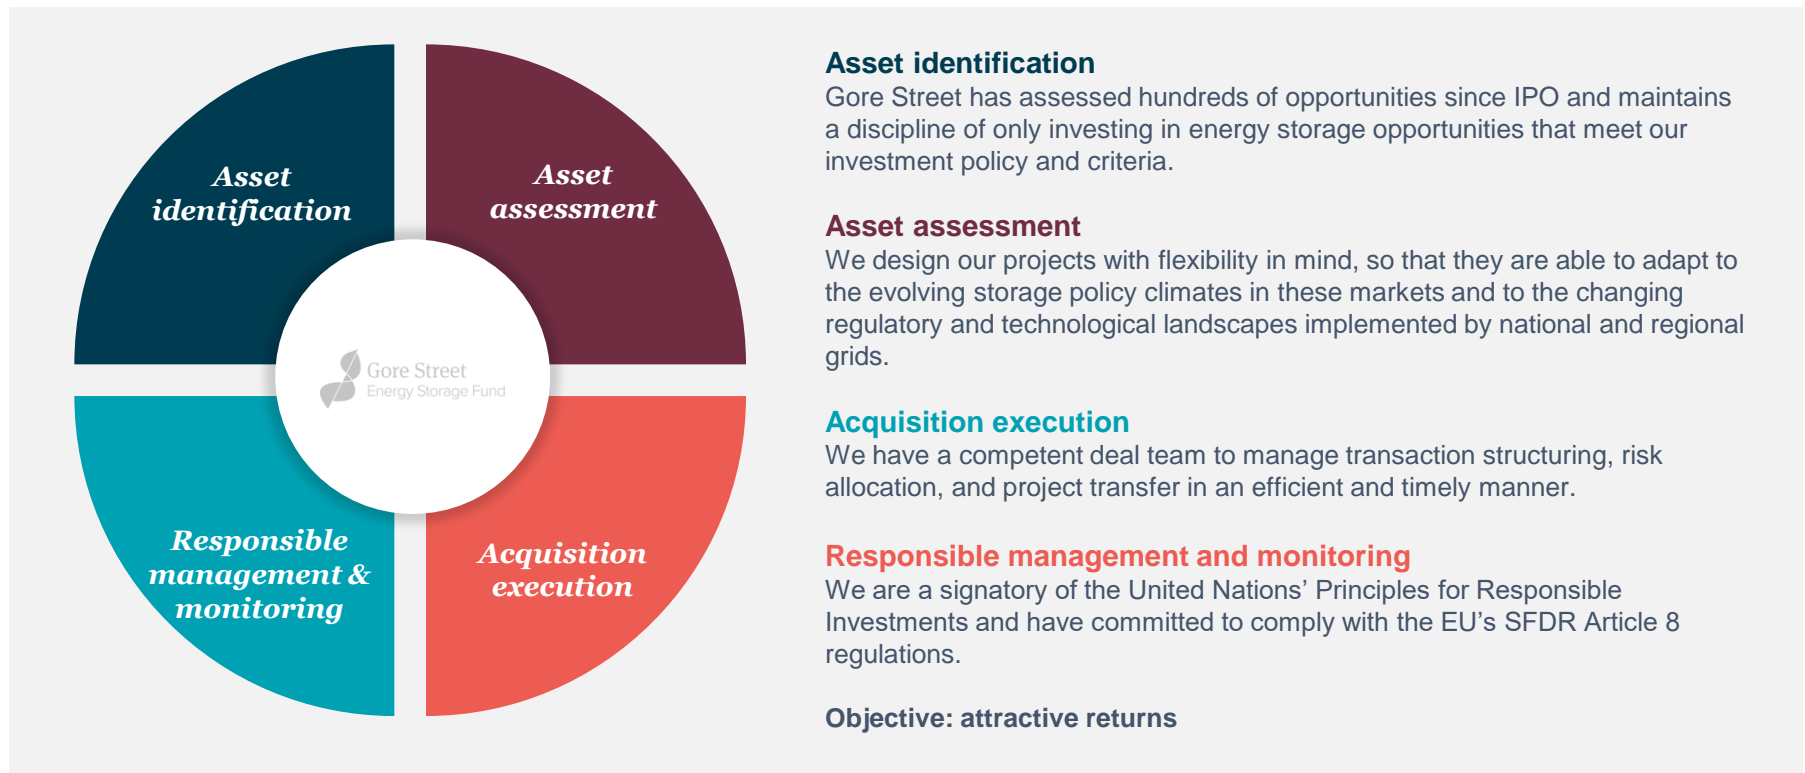 Asset
identification
Asset
assessment
Gore Street
Energy Storage Fund
Responsible
management &
monitoring
Acquisition
execution
Asset identification
Gore Street has assessed hundreds of opportunities since IPO and maintains
a discipline of only investing in energy storage opportunities that meet our
investment policy and criteria.
Asset assessment
We design our projects with flexibility in mind, so that they are able to adapt to
the evolving storage policy climates in these markets and to the changing
regulatory and technological landscapes implemented by national and regional
grids.
Acquisition execution
We have a competent deal team to manage transaction structuring, risk
allocation, and project transfer in an efficient and timely manner.
Responsible management and monitoring
We are a signatory of the United Nations’ Principles for Responsible
Investments and have committed to comply with the EU’s SFDR Article 8
regulations.
Objective: attractive returns